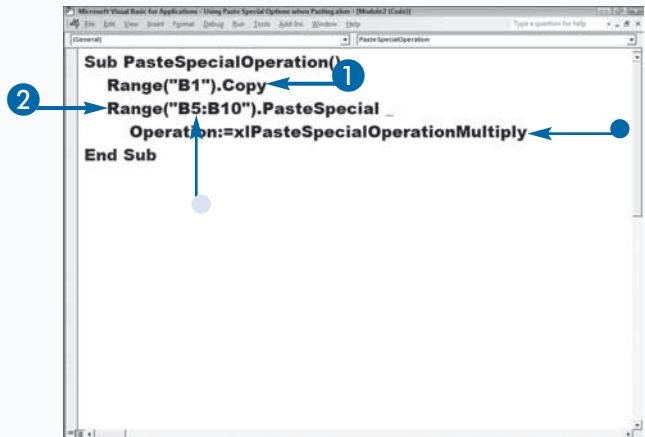 Microsoft Visual Basic for Applications - Using Paste Special Options when Pasting.xlsm - [Module2 (Code)]
File Edit View Insert Format Debug Run Tools Add-Ins Window Help Type a question for help
(General) PasteSpecialOperation
Sub PasteSpecialOperation()
1
Range("B1").Copy
2
Range("B5:B10").PasteSpecial _
Operation:=xlPasteSpecialOperationMultiply
End Sub